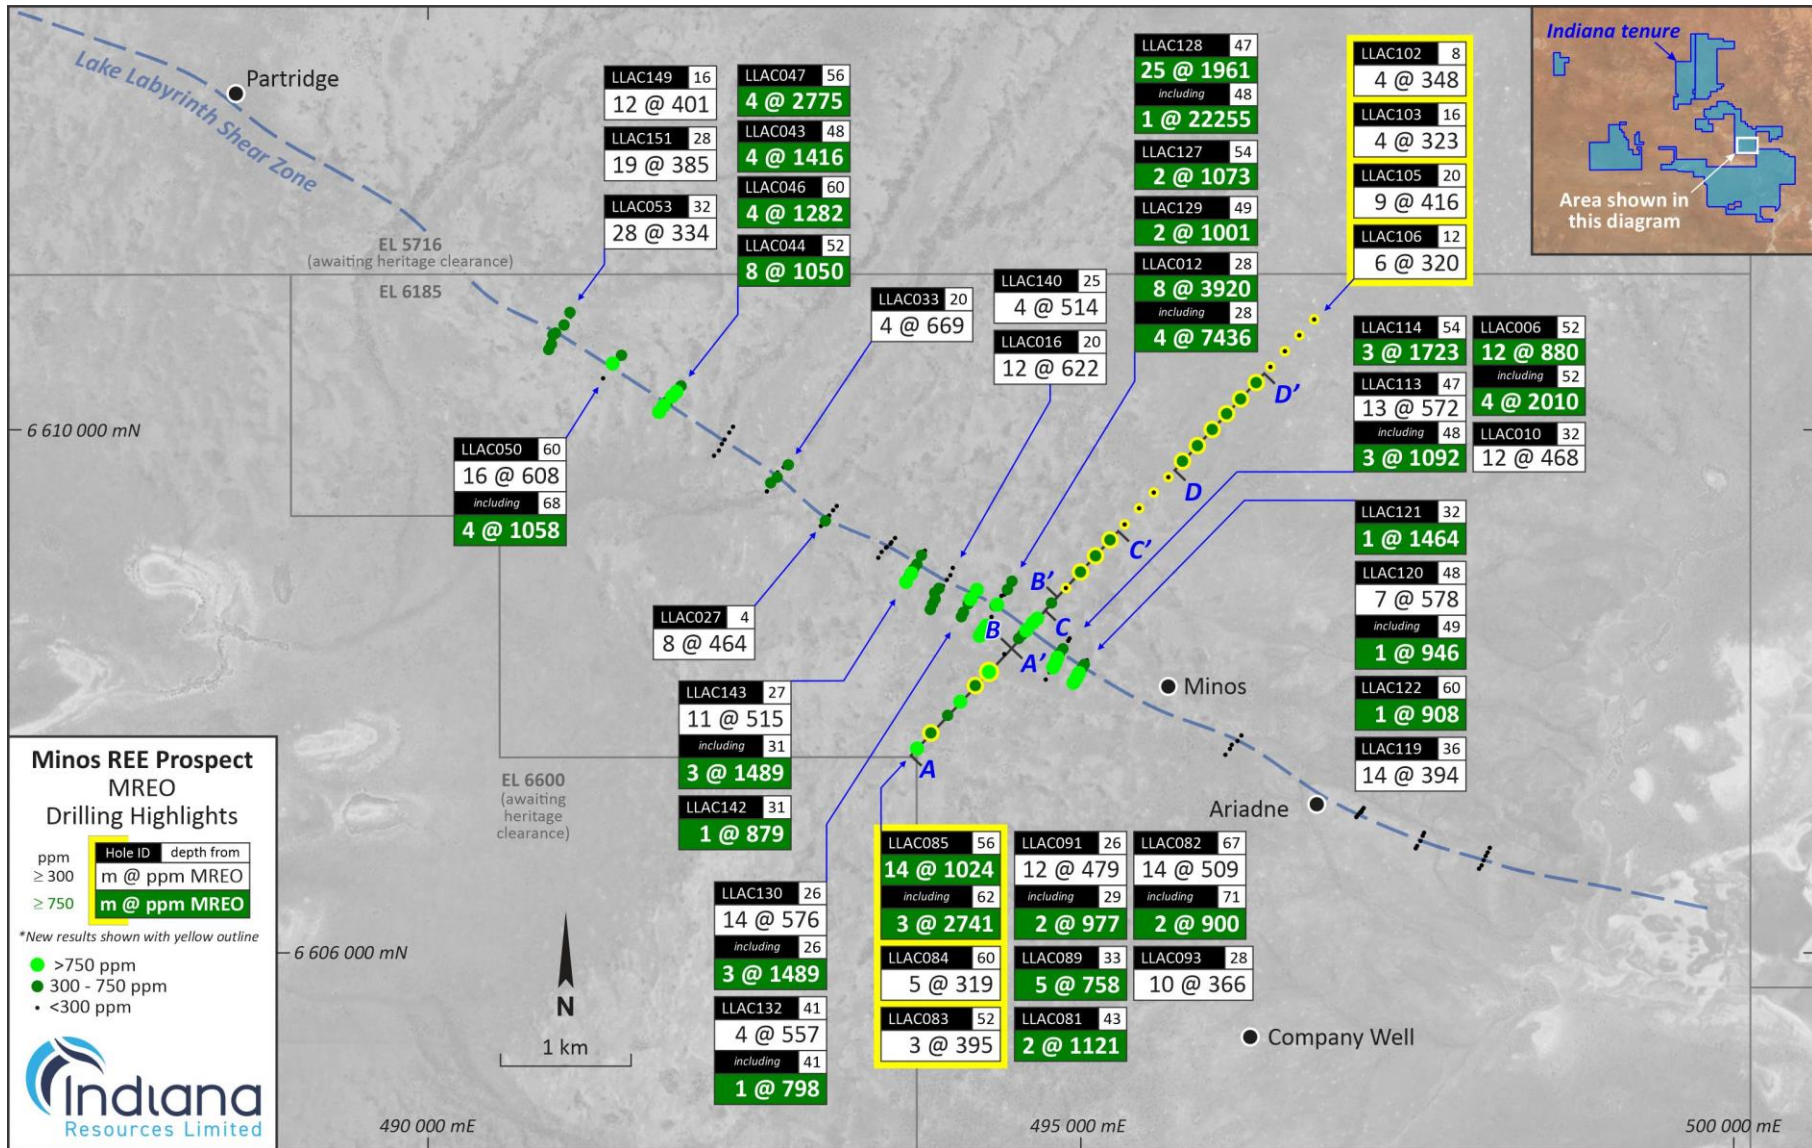 Lake Labyrinth Shear Zone
Partridge
EL 5716
(awaiting heritage clearance)
EL 6185
LLAC149 16
12 @ 401
LLAC151 28
19 @ 385
LLAC053 32
28 @ 334
LLAC047 56
4 @ 2775
LLAC043 48
4 @ 1416
LLAC046 60
4 @ 1282
LLAC044 52
8 @ 1050
LLAC033 20
4 @ 669
LLAC140 25
4 @ 514
LLAC016 20
12 @ 622
LLAC128 47
25 @ 1961
including 48
1 @ 22255
LLAC127 54
2 @ 1073
LLAC129 49
2 @ 1001
LLAC012 28
8 @ 3920
including 28
4 @ 7436
LLAC102 8
4 @ 348
LLAC103 16
4 @ 323
LLAC105 20
9 @ 416
LLAC106 12
6 @ 320
Indiana tenure
Area shown in
this diagram
LLAC114 54
3 @ 1723
LLAC113 47
13 @ 572
including 48
3 @ 1092
LLAC006 52
12 @ 880
including 52
4 @ 2010
LLAC010 32
12 @ 468
6 610 000 mN
LLAC050 60
16 @ 608
including 68
4 @ 1058
D'
D
C'
B'
C
B
A'
A
LLAC121 32
1 @ 1464
LLAC120 48
7 @ 578
including 49
1 @ 946
LLAC122 60
1 @ 908
LLAC119 36
14 @ 394
LLAC027 4
8 @ 464
LLAC143 27
11 @ 515
including 31
3 @ 1489
LLAC142 31
1 @ 879
Minos
Ariadne
Company Well
EL 6600
(awaiting
heritage
clearance)
LLAC130 26
14 @ 576
including 26
3 @ 1489
LLAC132 41
4 @ 557
including 41
1 @ 798
LLAC085 56
14 @ 1024
including 62
3 @ 2741
LLAC084 60
5 @ 319
LLAC083 52
3 @ 395
LLAC091 26
12 @ 479
including 29
2 @ 977
LLAC089 33
5 @ 758
LLAC081 43
2 @ 1121
LLAC082 67
14 @ 509
including 71
2 @ 900
LLAC093 28
10 @ 366
Minos REE Prospect
MREO
Drilling Highlights
ppm Hole ID depth from
≥ 300 m @ ppm MREO
≥ 750 m @ ppm MREO
*New results shown with yellow outline
>750 ppm
300 - 750 ppm
<300 ppm
Indiana
Resources Limited
6 606 000 mN
N
1 km
490 000 mE
495 000 mE
500 000 mE